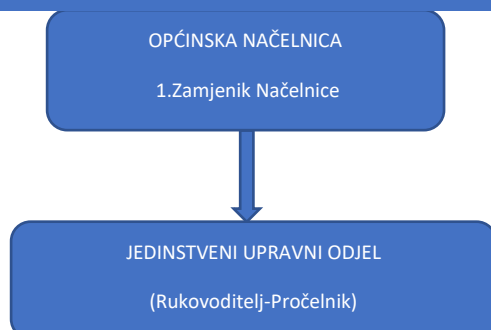 OPĆINSKA NAČELNICA
1.Zamjenik Načelnice
JEDINSTVENI UPRAVNI ODJEL
(Rukovoditelj-Pročelnik)